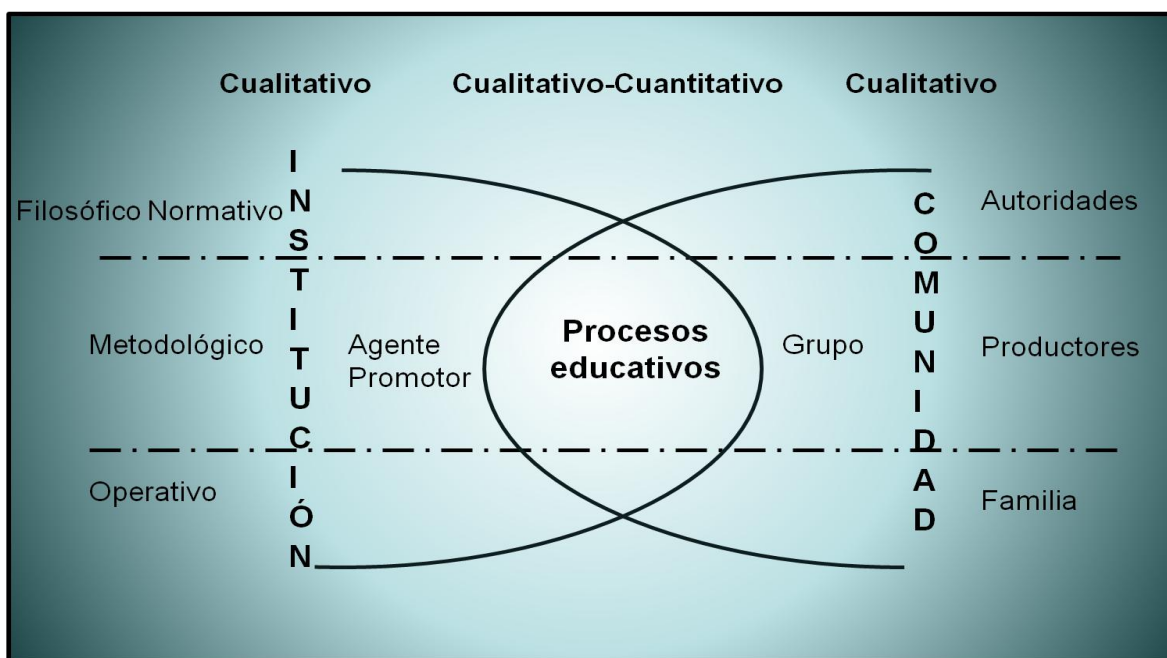 Cualitativo Cualitativo-Cuantitativo Cualitativo
INSTITUCIÓN
COMUNIDAD
Filosófico Normativo
Autoridades
Metodológico
Agente
Promotor
Procesos
educativos
Grupo
Productores
Operativo
Familia